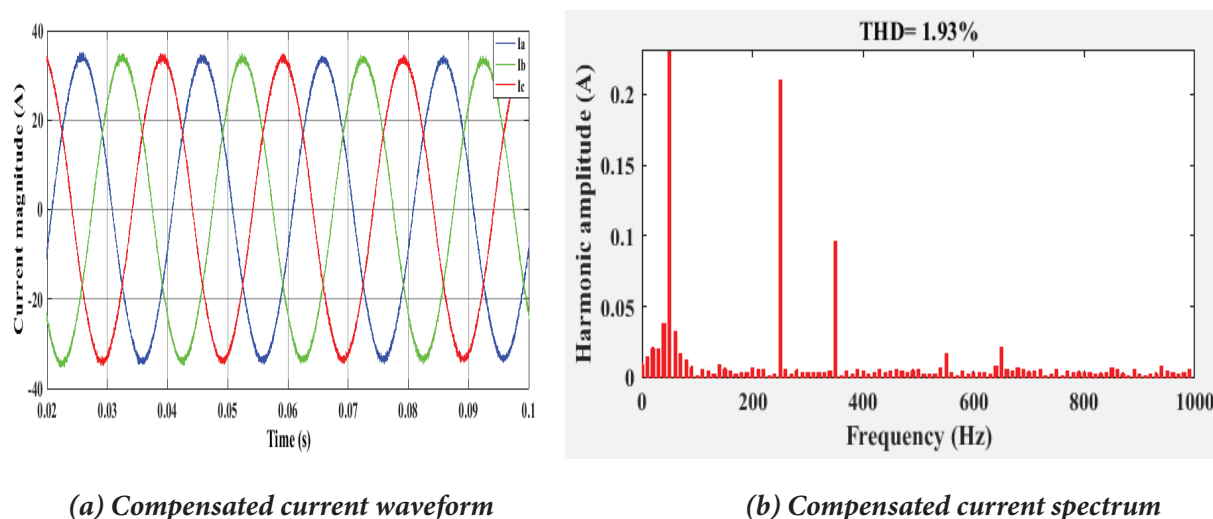 Current magnitude (A)
40
20
0
-20
-40
Ia
Ib
Ic
0.02 0.03 0.04 0.05 0.06 0.07 0.08 0.09 0.1
Time (s)
(a) Compensated current waveform
THD= 1.93%
Harmonic amplitude (A)
0.2
0.15
0.1
0.05
0
0 200 400 600 800 1000
Frequency (Hz)
(b) Compensated current spectrum